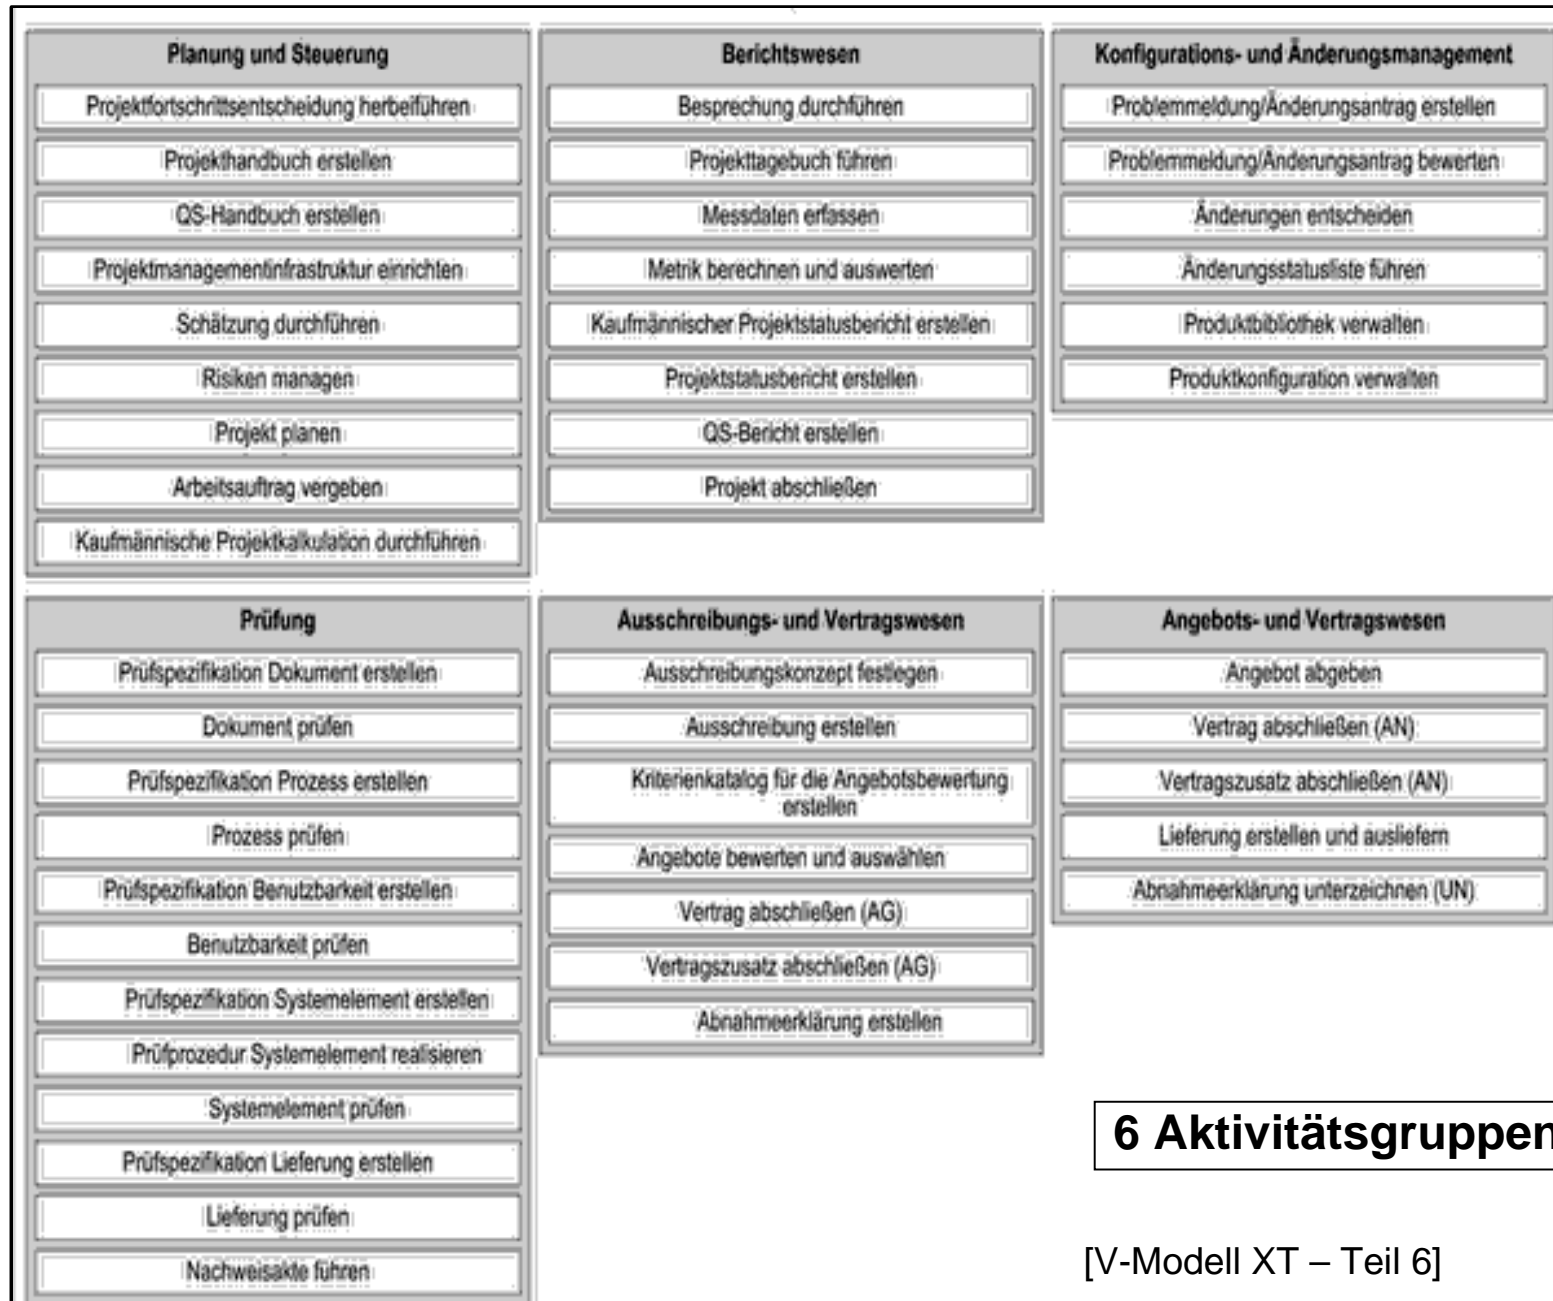 Planung und Steuerung
Projektfortschrittsentscheidung herbeiführen
Projekthandbuch erstellen
QS-Handbuch erstellen
Projektmanagementinfrastruktur einrichten
Schätzung durchführen
Risiken managen
Projekt planen
Arbeitsauftrag vergeben
Kaufmännische Projektkalkulation durchführen
Berichtswesen
Besprechung durchführen
Projekttagebuch führen
Messdaten erfassen
Metrik berechnen und auswerten
Kaufmännischer Projektstatusbericht erstellen
Projektstatusbericht erstellen
QS-Bericht erstellen
Projekt abschließen
Konfigurations- und Änderungsmanagement
Problemmeldung/Änderungsantrag erstellen
Problemmeldung/Änderungsantrag bewerten
Änderungen entscheiden
Änderungsstatusliste führen
Produktbibliothek verwalten
Produktkonfiguration verwalten
Prüfung
Prüfspezifikation Dokument erstellen
Dokument prüfen
Prüfspezifikation Prozess erstellen
Prozess prüfen
Prüfspezifikation Benutzbarkeit erstellen
Benutzbarkeit prüfen
Prüfspezifikation Systemelement erstellen
Prüfprozedur Systemelement realisieren
Systemelement prüfen
Prüfspezifikation Lieferung erstellen
Lieferung prüfen
Nachweisakte führen
Ausschreibungs- und Vertragswesen
Ausschreibungskonzept festlegen
Ausschreibung erstellen
Kriterienkatalog für die Angebotsbewertung
erstellen
Angebote bewerten und auswählen
Vertrag abschließen (AG)
Vertragszusatz abschließen (AG)
Abnahmeerklärung erstellen
Angebots- und Vertragswesen
Angebot abgeben
Vertrag abschließen (AN)
Vertragszusatz abschließen (AN)
Lieferung erstellen und ausliefern
Abnahmeerklärung unterzeichnen (UN)
6 Aktivitätsgruppen
[V-Modell XT – Teil 6]